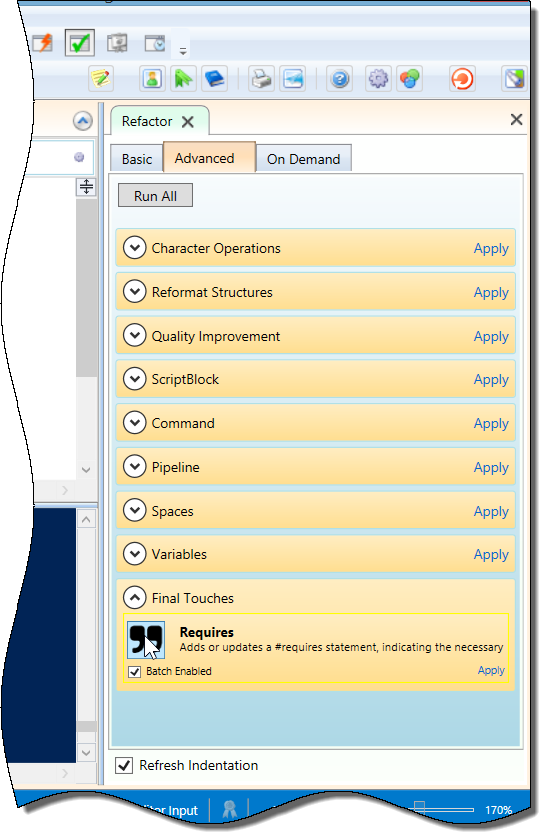 Refactor
Basic
Advanced
On Demand
Run All
Character Operations Apply
Reformat Structures Apply
Quality Improvement Apply
ScriptBlock Apply
Command Apply
Pipeline Apply
Spaces Apply
Variables Apply
Final Touches
Requires
Adds or updates a #requires statement, indicating the necessary
Batch Enabled Apply
Refresh Indentation
Input 170%